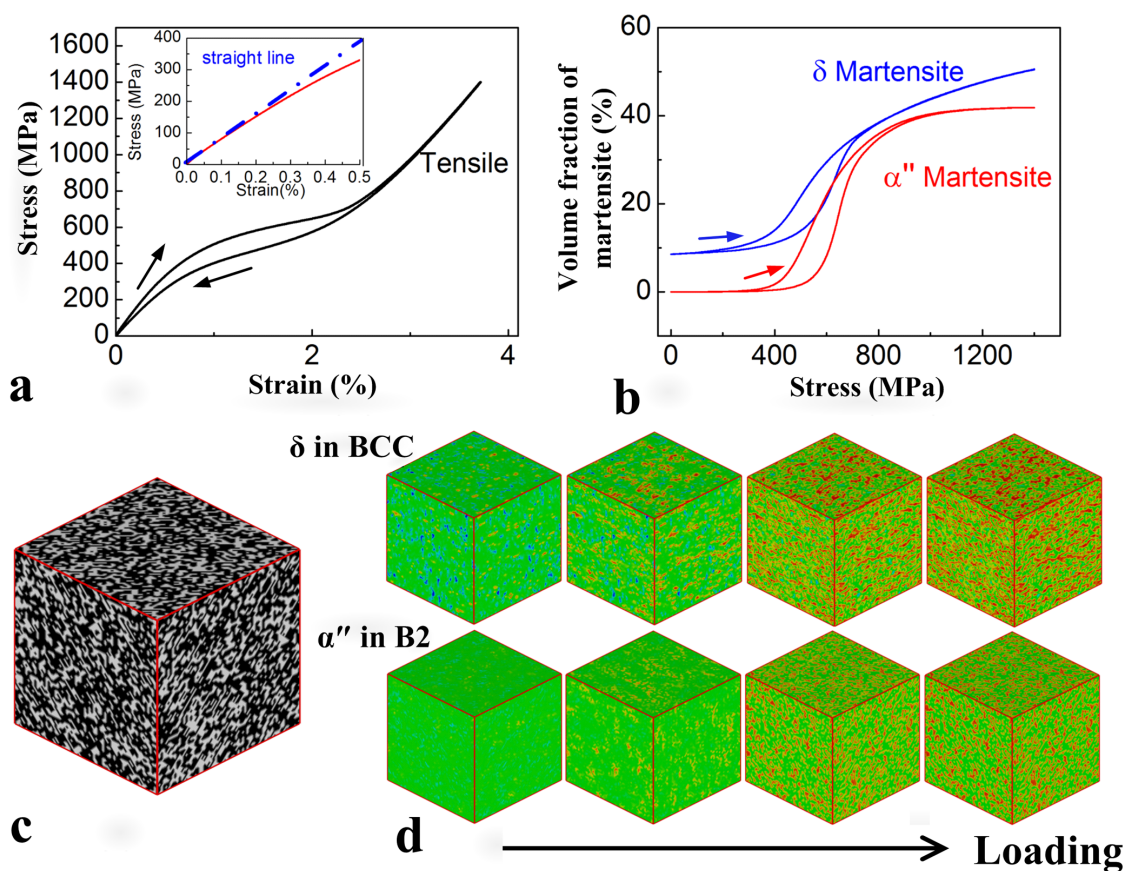 1600
1400
1200
1000
800
600
400
200
0
Stress (MPa)
0
2
4
Strain (%)
Tensile
400
300
200
100
0
Stress (MPa)
0.0
0.1
0.2
0.3
0.4
0.5
Strain(%)
straight line
a
60
40
20
0
Volume fraction of
martensite (%)
δ Martensite
α'' Martensite
0
400
800
1200
Stress (MPa)
b
c
δ in BCC
α″ in B2
d
Loading